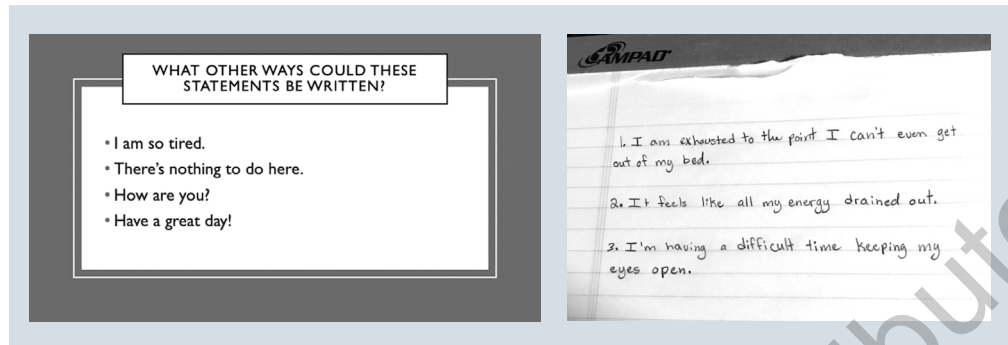 WHAT OTHER WAYS COULD THESE
STATEMENTS BE WRITTEN?
• I am so tired.
• There's nothing to do here.
• How are you?
• Have a great day!
AMPAD
1. I am exhausted to the point I can't even get
out of my bed.
2. It feels like all my energy drained out.
3. I'm having a difficult time keeping my
eyes open.